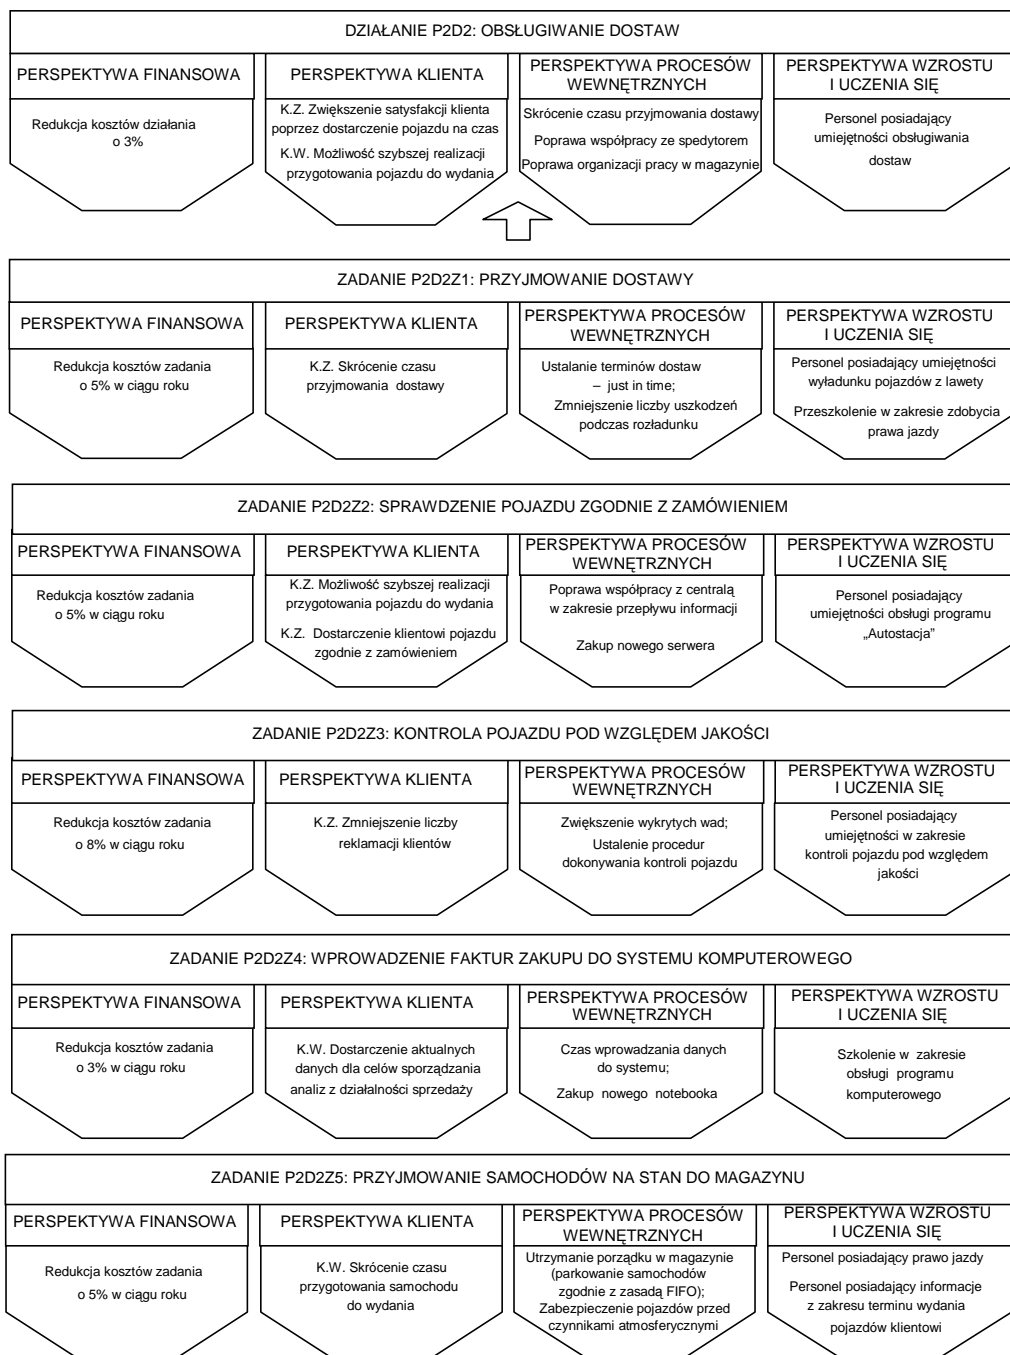 DZIAŁANIE P2D2: OBSŁUGIWANIE DOSTAW
PERSPEKTYWA FINANSOWA
Redukcja kosztów działania
o 3%
PERSPEKTYWA KLIENTA
K.Z. Zwiększenie satysfakcji klienta
poprzez dostarczenie pojazdu na czas
K.W. Możliwość szybszej realizacji
przygotowania pojazdu do wydania
PERSPEKTYWA PROCESÓW
WEWNĘTRZNYCH
Skrócenie czasu przyjmowania dostawy
Poprawa współpracy ze spedytorem
Poprawa organizacji pracy w magazynie
PERSPEKTYWA WZROSTU
I UCZENIA SIĘ
Personel posiadający
umiejętności obsługiwania
dostaw
ZADANIE P2D2Z1: PRZYJMOWANIE DOSTAWY
PERSPEKTYWA FINANSOWA
Redukcja kosztów zadania
o 5% w ciągu roku
PERSPEKTYWA KLIENTA
K.Z. Skrócenie czasu
przyjmowania dostawy
PERSPEKTYWA PROCESÓW
WEWNĘTRZNYCH
Ustalanie terminów dostaw
– just in time;
Zmniejszenie liczby uszkodzeń
podczas rozładunku
PERSPEKTYWA WZROSTU
I UCZENIA SIĘ
Personel posiadający umiejętności
wyładunku pojazdów z lawety
Przeszkolenie w zakresie zdobycia
prawa jazdy
ZADANIE P2D2Z2: SPRAWDZENIE POJAZDU ZGODNIE Z ZAMÓWIENIEM
PERSPEKTYWA FINANSOWA
Redukcja kosztów zadania
o 5% w ciągu roku
PERSPEKTYWA KLIENTA
K.Z. Możliwość szybszej realizacji
przygotowania pojazdu do wydania
K.Z. Dostarczenie klientowi pojazdu
zgodnie z zamówieniem
PERSPEKTYWA PROCESÓW
WEWNĘTRZNYCH
Poprawa współpracy z centralą
w zakresie przepływu informacji
Zakup nowego serwera
PERSPEKTYWA WZROSTU
I UCZENIA SIĘ
Personel posiadający
umiejętności obsługi programu
„Autostacja”
ZADANIE P2D2Z3: KONTROLA POJAZDU POD WZGLĘDEM JAKOŚCI
PERSPEKTYWA FINANSOWA
Redukcja kosztów zadania
o 8% w ciągu roku
PERSPEKTYWA KLIENTA
K.Z. Zmniejszenie liczby
reklamacji klientów
PERSPEKTYWA PROCESÓW
WEWNĘTRZNYCH
Zwiększenie wykrytych wad;
Ustalenie procedur
dokonywania kontroli pojazdu
PERSPEKTYWA WZROSTU
I UCZENIA SIĘ
Personel posiadający
umiejętności w zakresie
kontroli pojazdu pod względem
jakości
ZADANIE P2D2Z4: WPROWADZENIE FAKTUR ZAKUPU DO SYSTEMU KOMPUTEROWEGO
PERSPEKTYWA FINANSOWA
Redukcja kosztów zadania
o 3% w ciągu roku
PERSPEKTYWA KLIENTA
K.W. Dostarczenie aktualnych
danych dla celów sporządzania
analiz z działalności sprzedaży
PERSPEKTYWA PROCESÓW
WEWNĘTRZNYCH
Czas wprowadzania danych
do systemu;
Zakup nowego notebooka
PERSPEKTYWA WZROSTU
I UCZENIA SIĘ
Szkolenie w zakresie
obsługi programu
komputerowego
ZADANIE P2D2Z5: PRZYJMOWANIE SAMOCHODÓW NA STAN DO MAGAZYNU
PERSPEKTYWA FINANSOWA
Redukcja kosztów zadania
o 5% w ciągu roku
PERSPEKTYWA KLIENTA
K.W. Skrócenie czasu
przygotowania samochodu
do wydania
PERSPEKTYWA PROCESÓW
WEWNĘTRZNYCH
Utrzymanie porządku w magazynie
(parkowanie samochodów
zgodnie z zasadą FIFO);
Zabezpieczenie pojazdów przed
czynnikami atmosferycznymi
PERSPEKTYWA WZROSTU
I UCZENIA SIĘ
Personel posiadający prawo jazdy
Personel posiadający informacje
z zakresu terminu wydania
pojazdów klientowi